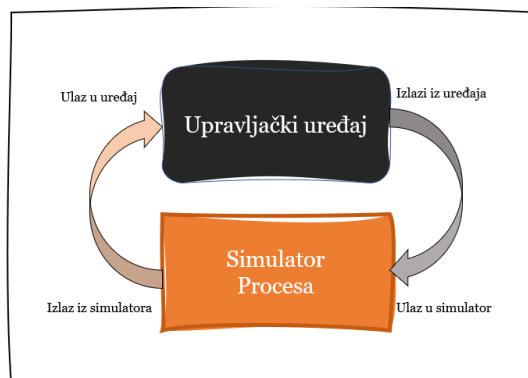 Ulaz u uređaj
Izlazi iz uređaja
Upravljački uređaj
Simulator
Procesa
Izlaz iz simulatora
Ulaz u simulator